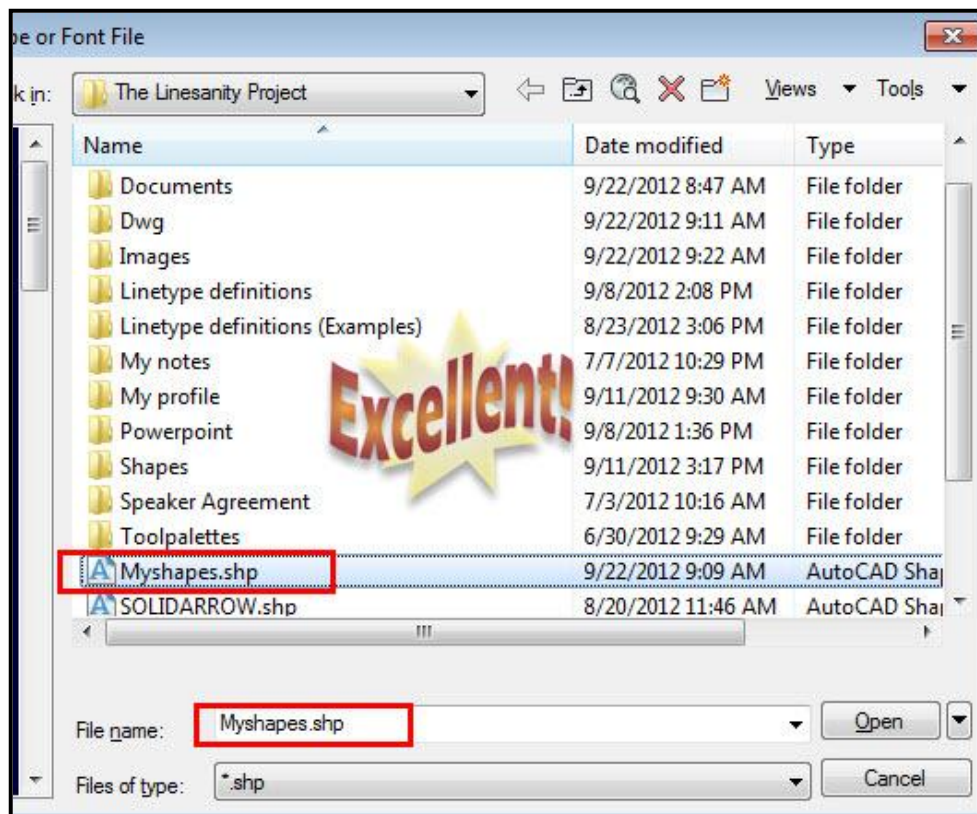 pe or Font File
k in: The Linesanity Project Views Tools
Name Date modified Type
Documents 9/22/2012 8:47 AM File folder
Dwg 9/22/2012 9:11 AM File folder
Images 9/22/2012 9:22 AM File folder
Linetype definitions 9/8/2012 2:08 PM File folder
Linetype definitions (Examples) 8/23/2012 3:06 PM File folder
My notes 7/7/2012 10:29 PM File folder
My profile 9/11/2012 9:30 AM File folder
Powerpoint 9/8/2012 1:36 PM File folder
Shapes 9/11/2012 3:17 PM File folder
Speaker Agreement 7/3/2012 10:16 AM File folder
Toolpalettes 6/30/2012 9:29 AM File folder
Myshapes.shp 9/22/2012 9:09 AM AutoCAD Shap
SOLIDARROW.shp 8/20/2012 11:46 AM AutoCAD Shap
Excellent!
File name: Myshapes.shp Open
Files of type: *.shp Cancel